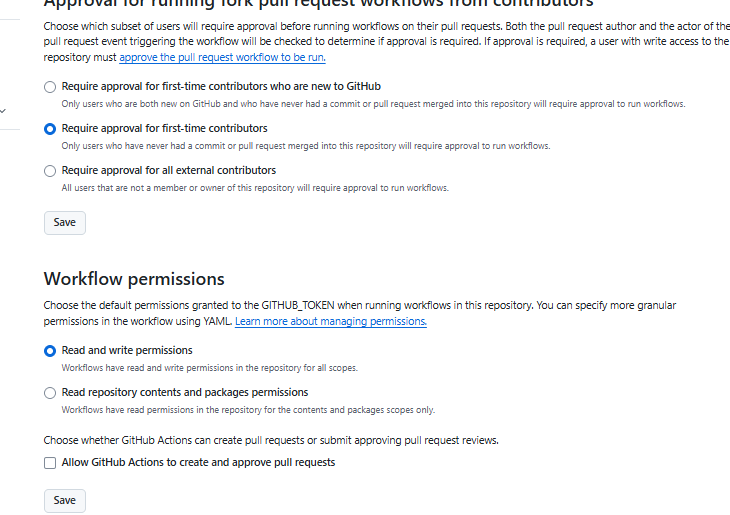 Approval for running fork pull request workflows from contributors
Choose which subset of users will require approval before running workflows on their pull requests. Both the pull request author and the actor of the
pull request event triggering the workflow will be checked to determine if approval is required. If approval is required, a user with write access to the
repository must approve the pull request workflow to be run.
Require approval for first-time contributors who are new to GitHub
Only users who are both new on GitHub and who have never had a commit or pull request merged into this repository will require approval to run workflows.
Require approval for first-time contributors
Only users who have never had a commit or pull request merged into this repository will require approval to run workflows.
Require approval for all external contributors
All users that are not a member or owner of this repository will require approval to run workflows.
Save
Workflow permissions
Choose the default permissions granted to the GITHUB_TOKEN when running workflows in this repository. You can specify more granular
permissions in the workflow using YAML. Learn more about managing permissions.
Read and write permissions
Workflows have read and write permissions in the repository for all scopes.
Read repository contents and packages permissions
Workflows have read permissions in the repository for the contents and packages scopes only.
Choose whether GitHub Actions can create pull requests or submit approving pull request reviews.
Allow GitHub Actions to create and approve pull requests
Save